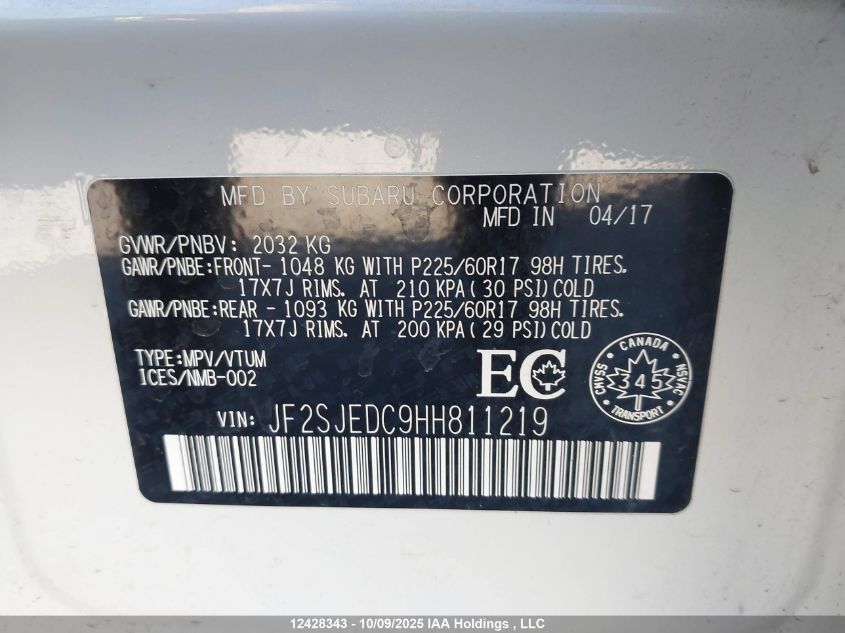 MFD BY SUBARU CORPORATION
MFD IN 04/17
GVWR/PNBV: 2032 KG
GAWR/PNBE:FRONT- 1048 KG WITH P225/60R17 98H TIRES.
17X7J RIMS. AT 210 KPA(30 PSI)COLD
GAWR/PNBE:REAR - 1093 KG WITH P225/60R17 98H TIRES.
17X7J RIMS. AT 200 KPA(29 PSI)COLD
TYPE:MPV/VTUM
ICES/NMB-002
EC
CANADA
CMVSS
345
NSVAC
TRANSPORT
VIN: JF2SJEDC9HH811219
12428343 - 10/09/2025 IAA Holdings , LLC